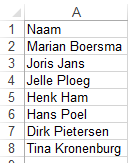 A
1 Naam
2 Marian Boersma
3 Joris Jans
4 Jelle Ploeg
5 Henk Ham
6 Hans Poel
7 Dirk Pietersen
8 Tina Kronenburg